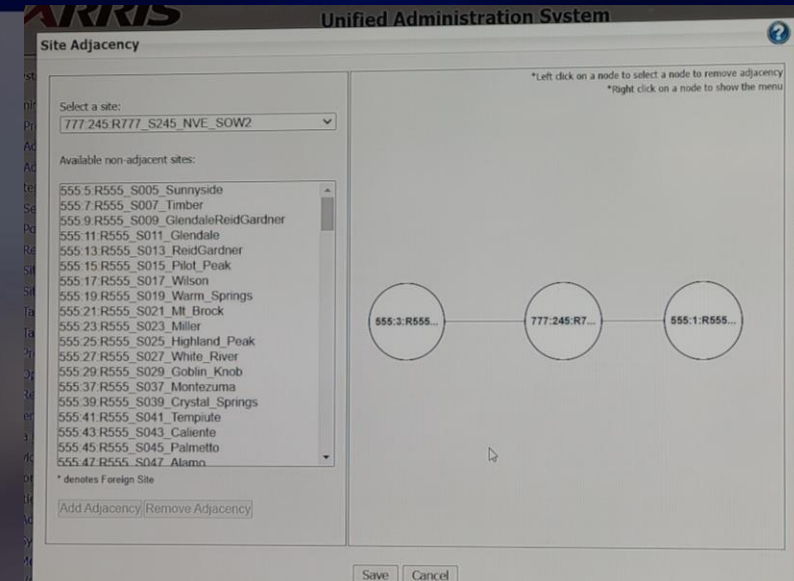 ARRIS
Unified Administration System
Site Adjacency
*Left click on a node to select a node to remove adjacency
*Right click on a node to show the menu
Select a site:
777:245:R777_S245_NVE_SOW2
Available non-adjacent sites:
555:5:R555_S005_Sunnyside
555:7:R555_S007_Timber
555:9:R555_S009_GlendaleReidGardner
555:11:R555_S011_Glendale
555:13:R555_S013_ReidGardner
555:15:R555_S015_Pilot_Peak
555:17:R555_S017_Wilson
555:19:R555_S019_Warm_Springs
555:21:R555_S021_Mt_Brock
555:23:R555_S023_Miller
555:25:R555_S025_Highland_Peak
555:27:R555_S027_White_River
555:29:R555_S029_Goblin_Knob
555:37:R555_S037_Montezuma
555:39:R555_S039_Crystal_Springs
555:41:R555_S041_Tempiute
555:43:R555_S043_Caliente
555:45:R555_S045_Palmetto
555:47:R555_S047_Alamo
* denotes Foreign Site
Add Adjacency Remove Adjacency
555:3:R555... 777:245:R7... 555:1:R555...
Save Cancel